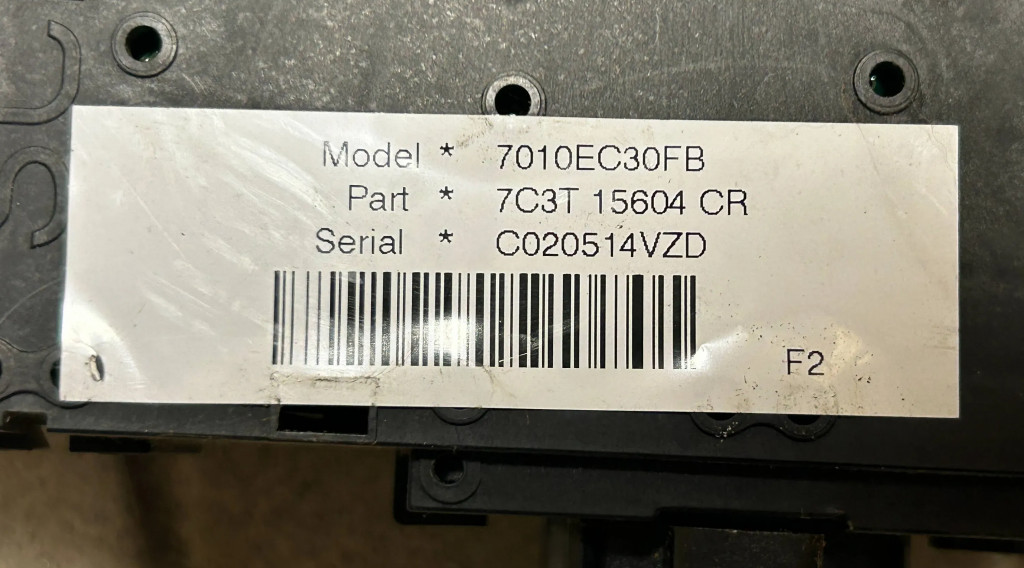 Model * 7010EC30FB
Part * 7C3T 15604 CR
Serial * C020514VZD
F2